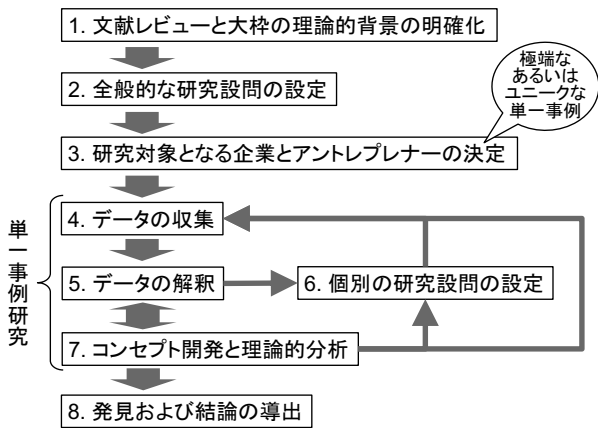 1. 文献レビューと大枠の理論的背景の明確化
2. 全般的な研究設問の設定
極端な
あるいは
ユニークな
単一事例
3. 研究対象となる企業とアントレプレナーの決定
単一事例研究
4. データの収集
5. データの解釈
6. 個別の研究設問の設定
7. コンセプト開発と理論的分析
8. 発見および結論の導出